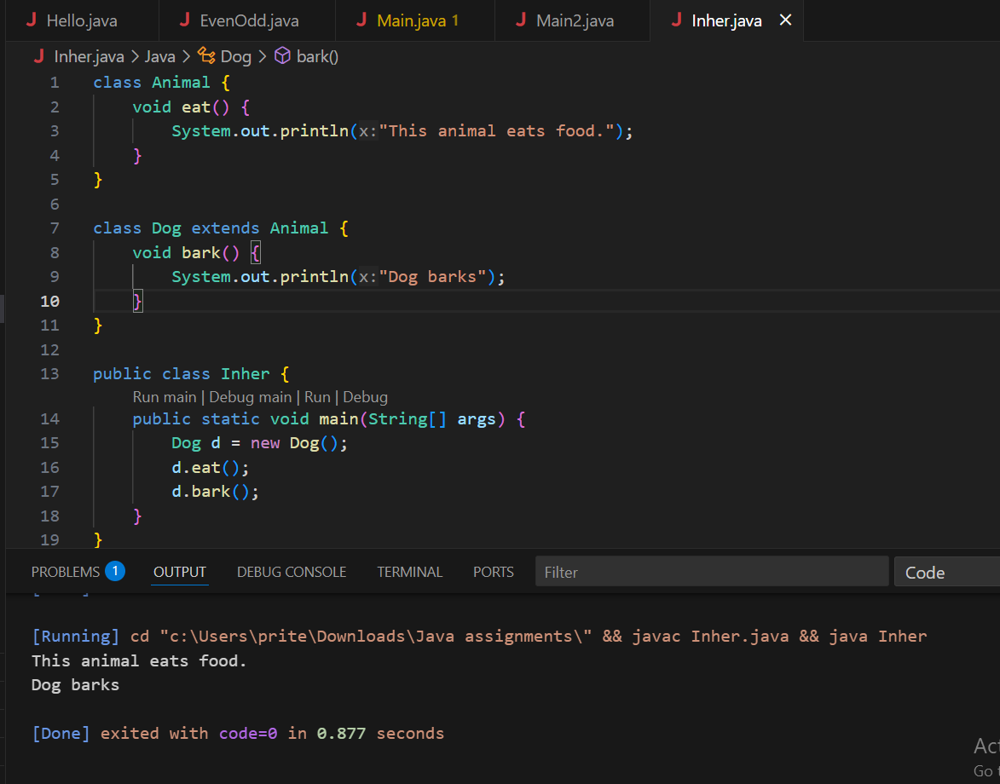 Hello.java EvenOdd.java Main.java 1 Main2.java Inher.java
Inher.java > Java > Dog > bark()
1 class Animal {
2     void eat() {
3         System.out.println(x:"This animal eats food.");
4     }
5 }
6
7 class Dog extends Animal {
8     void bark() {
9         System.out.println(x:"Dog barks");
10     }
11 }
12
13 public class Inher {
Run main | Debug main | Run | Debug
14     public static void main(String[] args) {
15         Dog d = new Dog();
16         d.eat();
17         d.bark();
18     }
19 }
PROBLEMS 1 OUTPUT DEBUG CONSOLE TERMINAL PORTS Filter Code
[Running] cd "c:\Users\prite\Downloads\Java assignments\" && javac Inher.java && java Inher
This animal eats food.
Dog barks
[Done] exited with code=0 in 0.877 seconds
Go